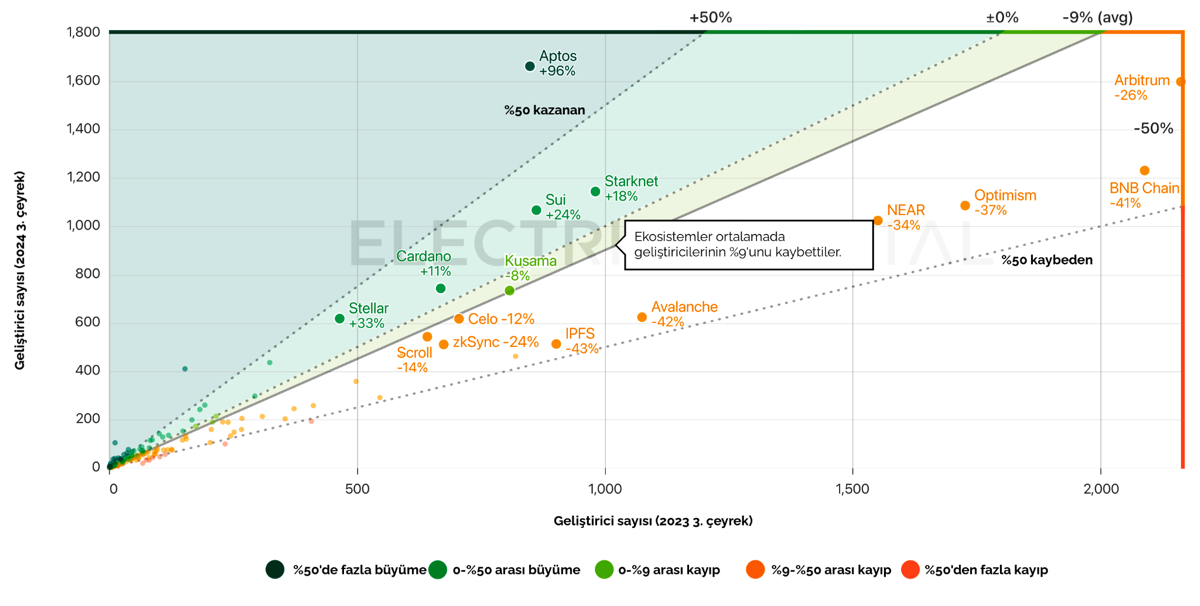 +50%
±0%
-9% (avg)
1,800
1,600
1,400
1,200
1,000
800
600
400
200
0
Geliştirici sayısı (2024 3. çeyrek)
Aptos
+96%
%50 kazanan
Arbitrum
-26%
-50%
BNB Chain
-41%
Starknet
+18%
Sui
+24%
Optimism
-37%
NEAR
-34%
Ekosistemler ortalamada
geliştiricilerinin %9'unu kaybettiler.
%50 kaybeden
Cardano
+11%
Kusama
-8%
Stellar
+33%
Celo -12%
Avalanche
-42%
zkSync -24%
IPFS
-43%
Scroll
-14%
0
500
1,000
1,500
2,000
Geliştirici sayısı (2023 3. çeyrek)
%50'de fazla büyüme
0-%50 arası büyüme
0-%9 arası kayıp
%9-%50 arası kayıp
%50'den fazla kayıp